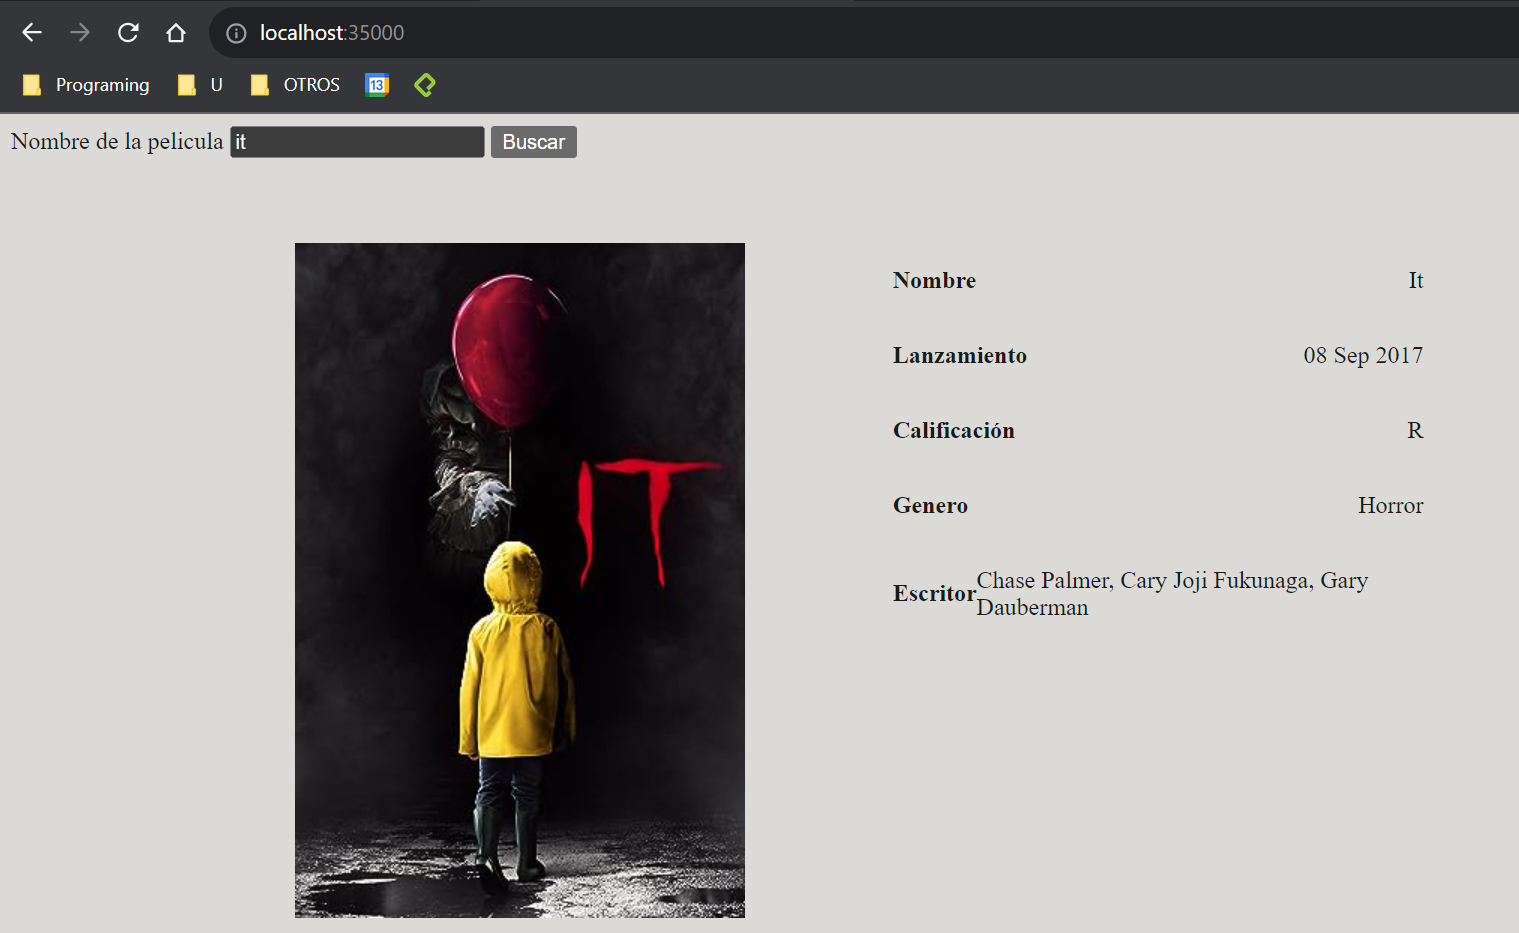 localhost:35000
Programing U OTROS 13
Nombre de la pelicula it Buscar
IT
Nombre It
Lanzamiento 08 Sep 2017
Calificación R
Genero Horror
Escritor Chase Palmer, Cary Joji Fukunaga, Gary
Dauberman